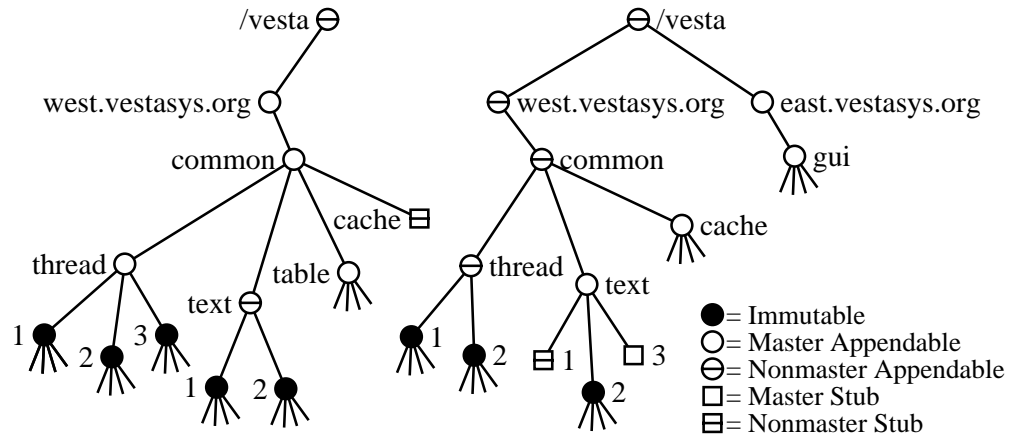 /vesta
west.vestasys.org
common
cache
thread
table
text
1
2
3
1
2
/vesta
west.vestasys.org
east.vestasys.org
common
gui
cache
thread
text
1
2
1
2
3
= Immutable
= Master Appendable
= Nonmaster Appendable
= Master Stub
= Nonmaster Stub